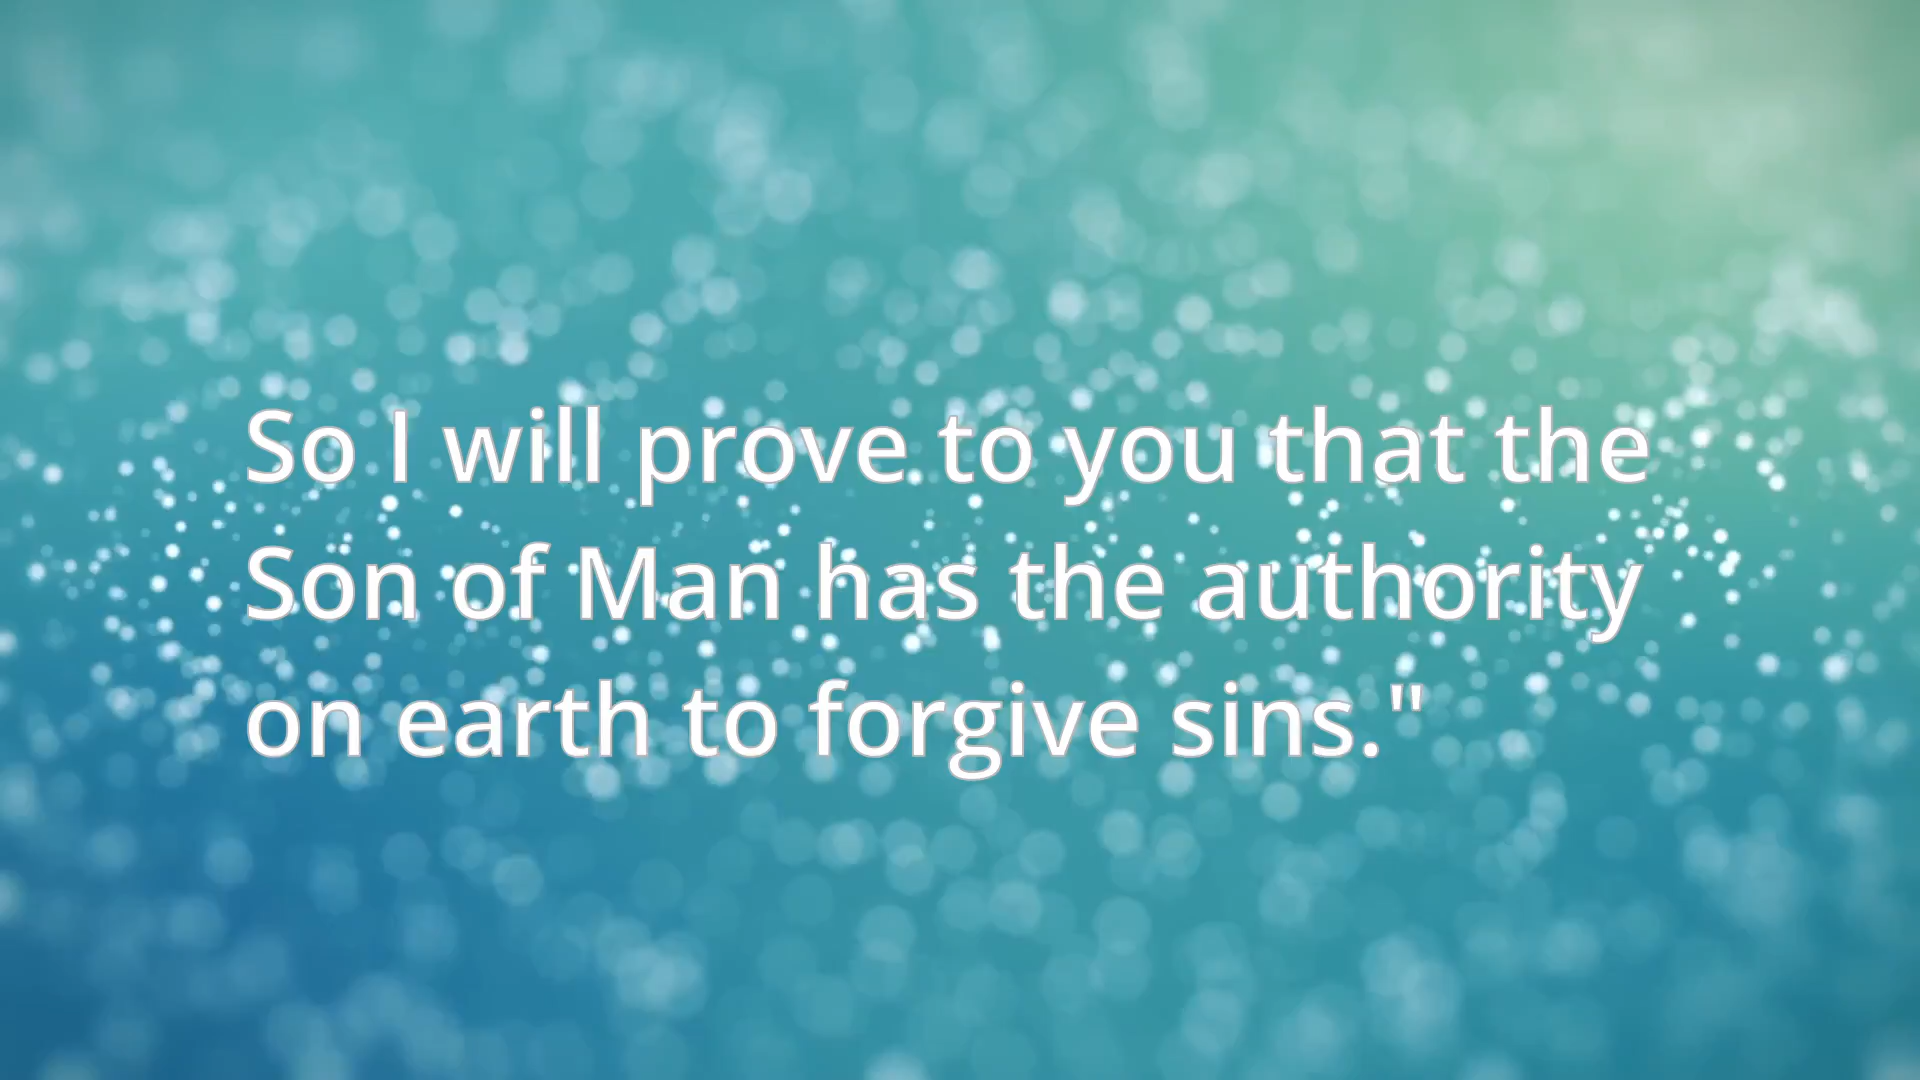 So I will prove to you that the
Son of Man has the authority
on earth to forgive sins."